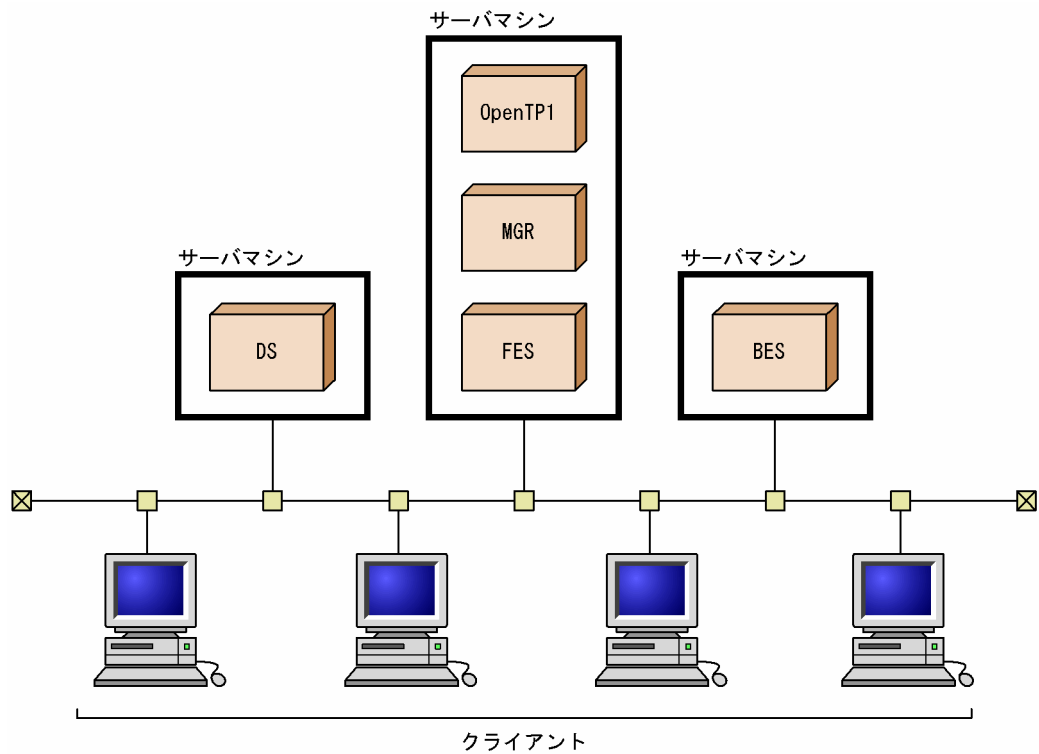 サーバマシン
OpenTP1
MGR
サーバマシン
サーバマシン
DS
FES
BES
クライアント